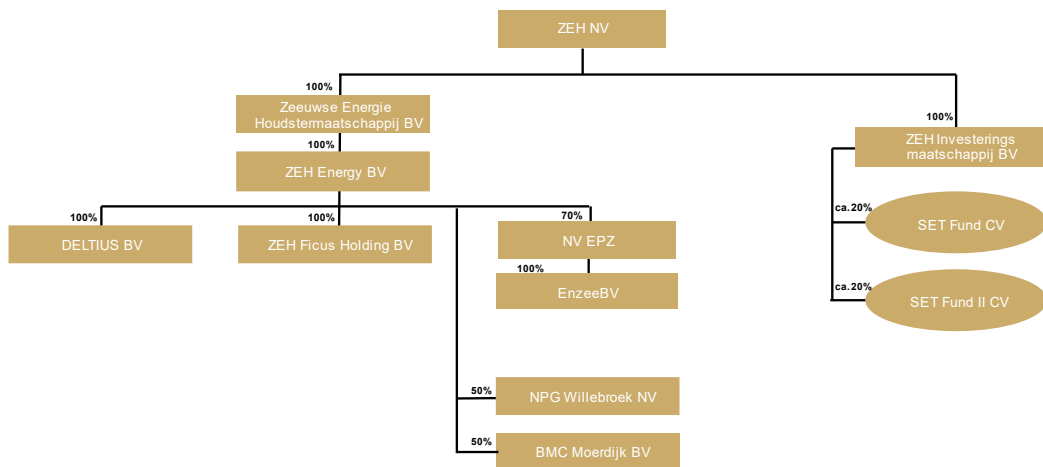 ZEH NV
100%
Zeeuwse Energie
Houdstermaatschappij BV
100%
ZEH Investerings
maatschappij BV
100%
ZEH Energy BV
100%
DELTIUS BV
100%
ZEH Ficus Holding BV
70%
NV EPZ
100%
EnzeeBV
ca.20%
SET Fund CV
ca.20%
SET Fund II CV
50%
NPG Willebroek NV
50%
BMC Moerdijk BV